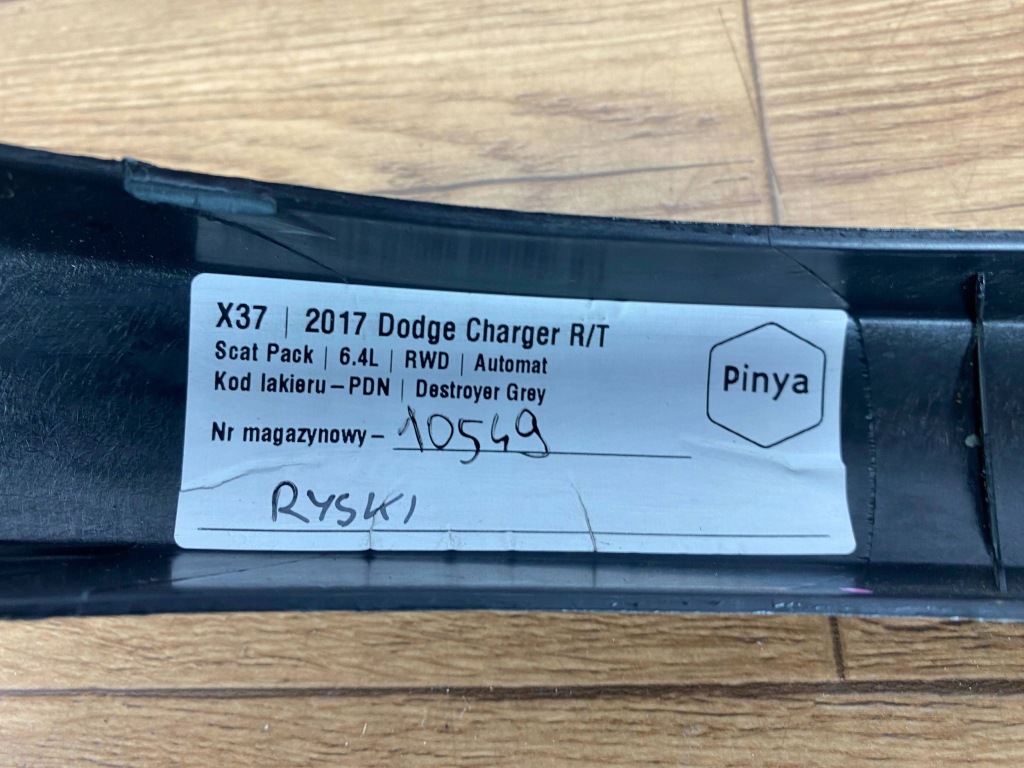 X37 | 2017 Dodge Charger R/T
Scat Pack | 6.4L | RWD | Automat
Kod lakieru – PDN | Destroyer Grey
Nr magazynowy – 10549
RYSKI
Pinya